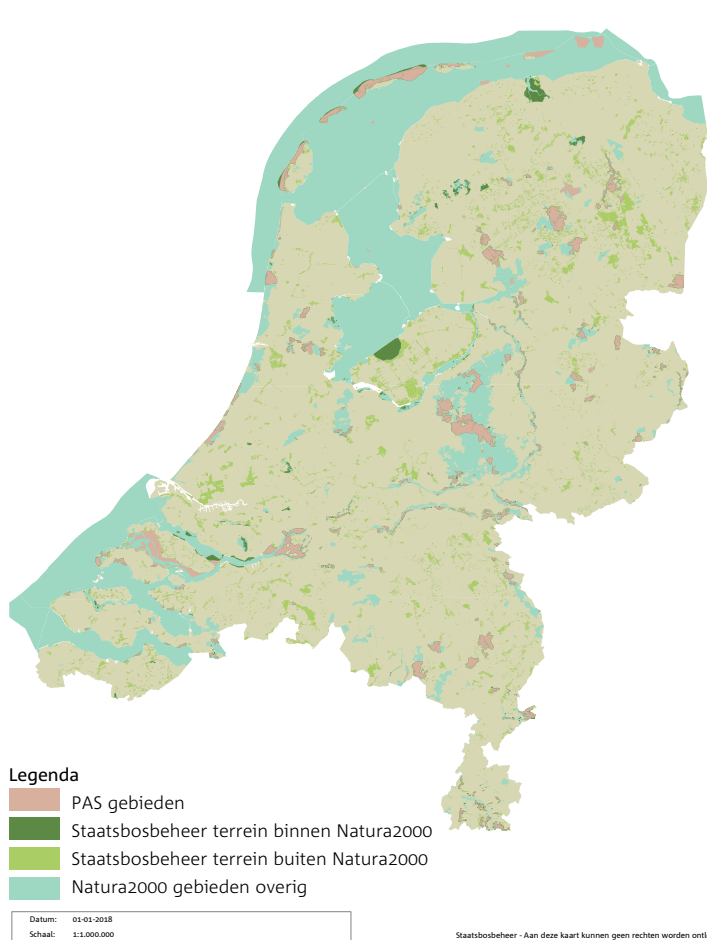 Legenda
PAS gebieden
Staatsbosbeheer terrein binnen Natura2000
Staatsbosbeheer terrein buiten Natura2000
Natura2000 gebieden overig
Datum: 01-01-2018
Schaal: 1:1.000.000
Staatsbosbeheer - Aan deze kaart kunnen geen rechten worden ontl